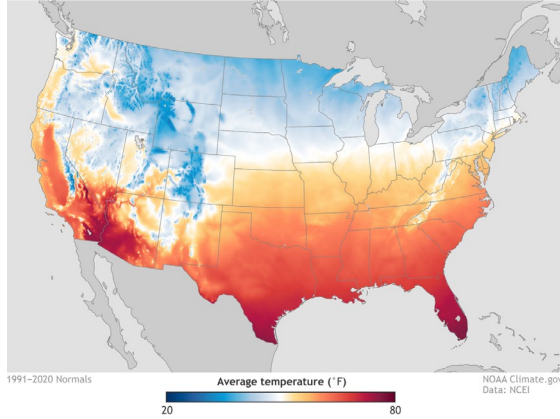 1991–2020 Normals
Average temperature (°F)
NOAA Climate.gov
Data: NCEI
20
80